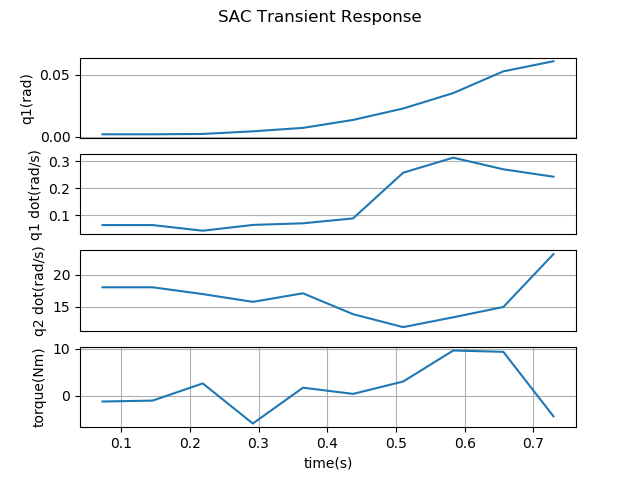 SAC Transient Response
q1(rad)
0.05
0.00
q1 dot(rad/s)
0.3
0.2
0.1
q2 dot(rad/s)
20
15
torque(Nm)
10
0
0.1 0.2 0.3 0.4 0.5 0.6 0.7
time(s)